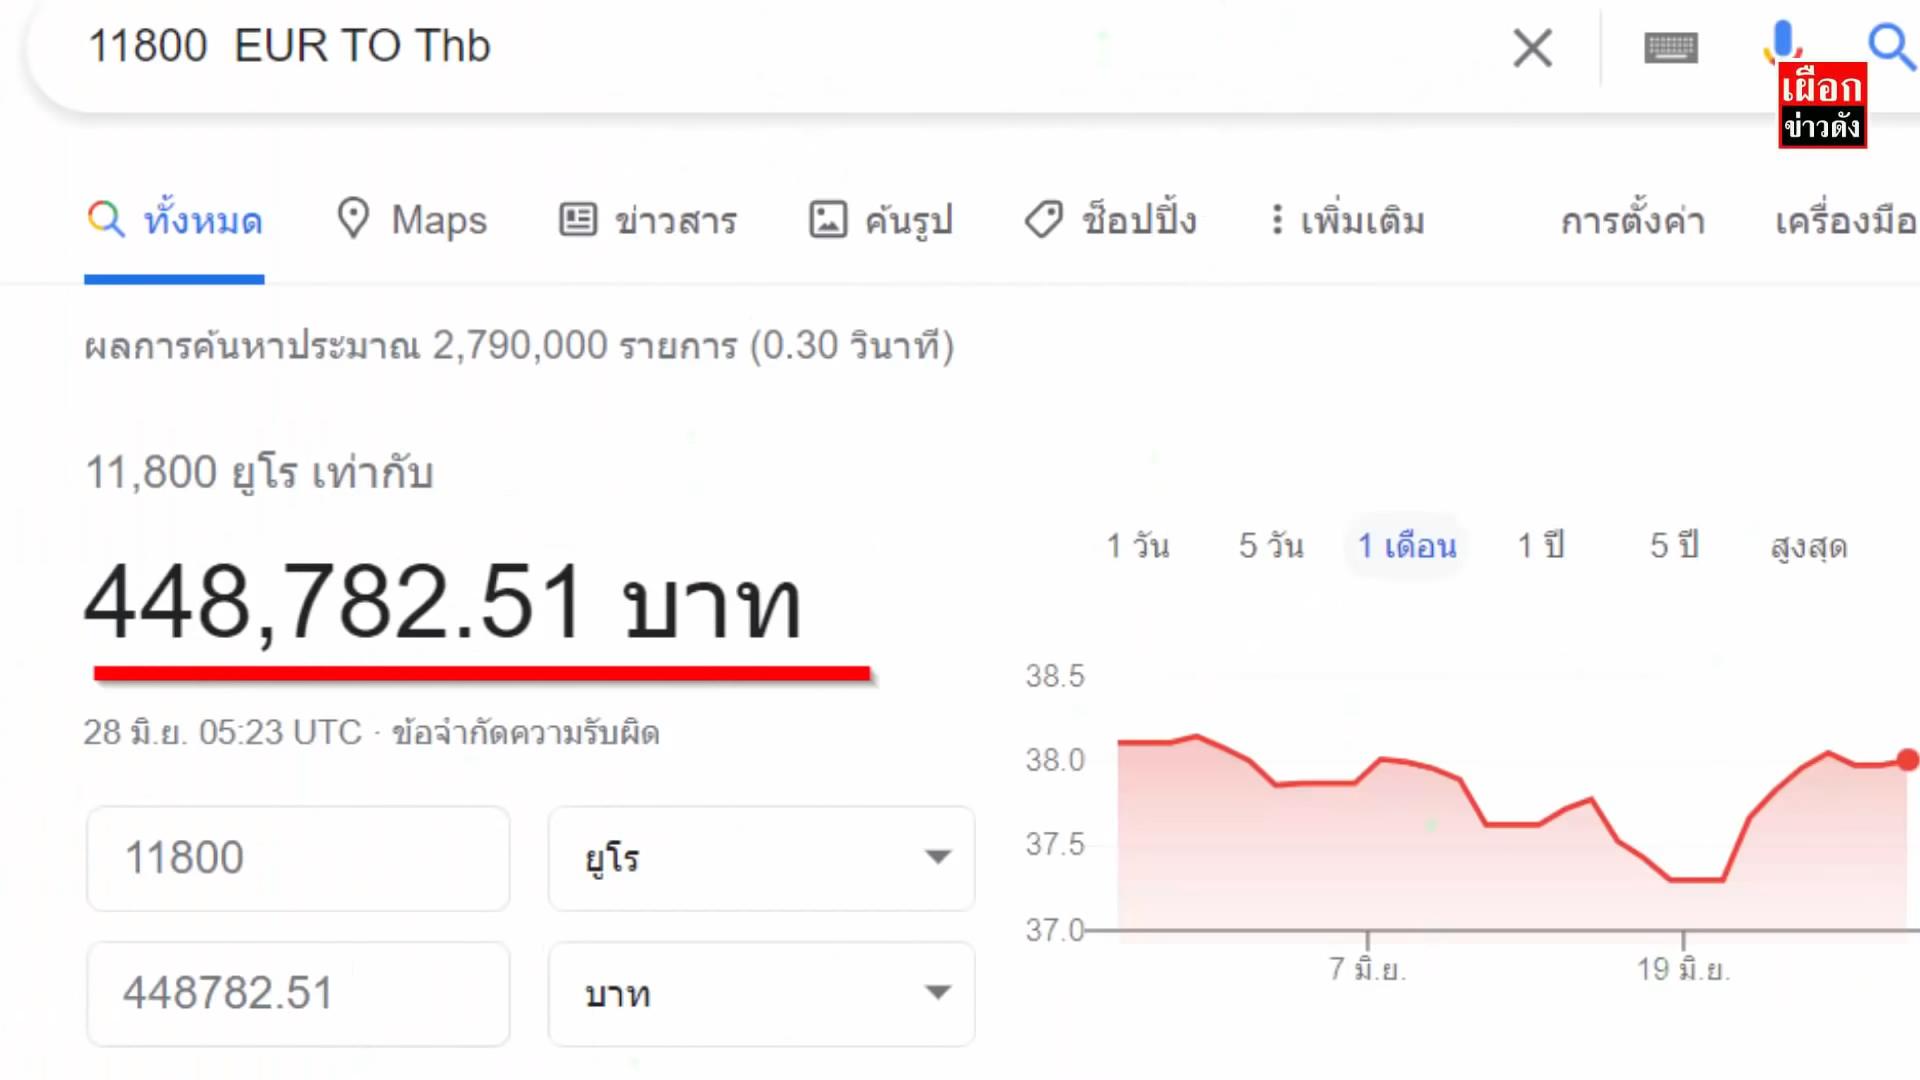 11800 EUR TO Thb
เผือก
ข่าวดัง
ทั้งหมด Maps ข่าวสาร ค้นรูป ช็อปปิ้ง เพิ่มเติม การตั้งค่า เครื่องมือ
ผลการค้นหาประมาณ 2,790,000 รายการ (0.30 วินาที)
11,800 ยูโร เท่ากับ
448,782.51 บาท
28 มิ.ย. 05:23 UTC · ข้อจำกัดความรับผิด
11800 ยูโร
448782.51 บาท
1 วัน 5 วัน 1 เดือน 1 ปี 5 ปี สูงสุด
38.5
38.0
37.5
37.0
7 มิ.ย. 19 มิ.ย.